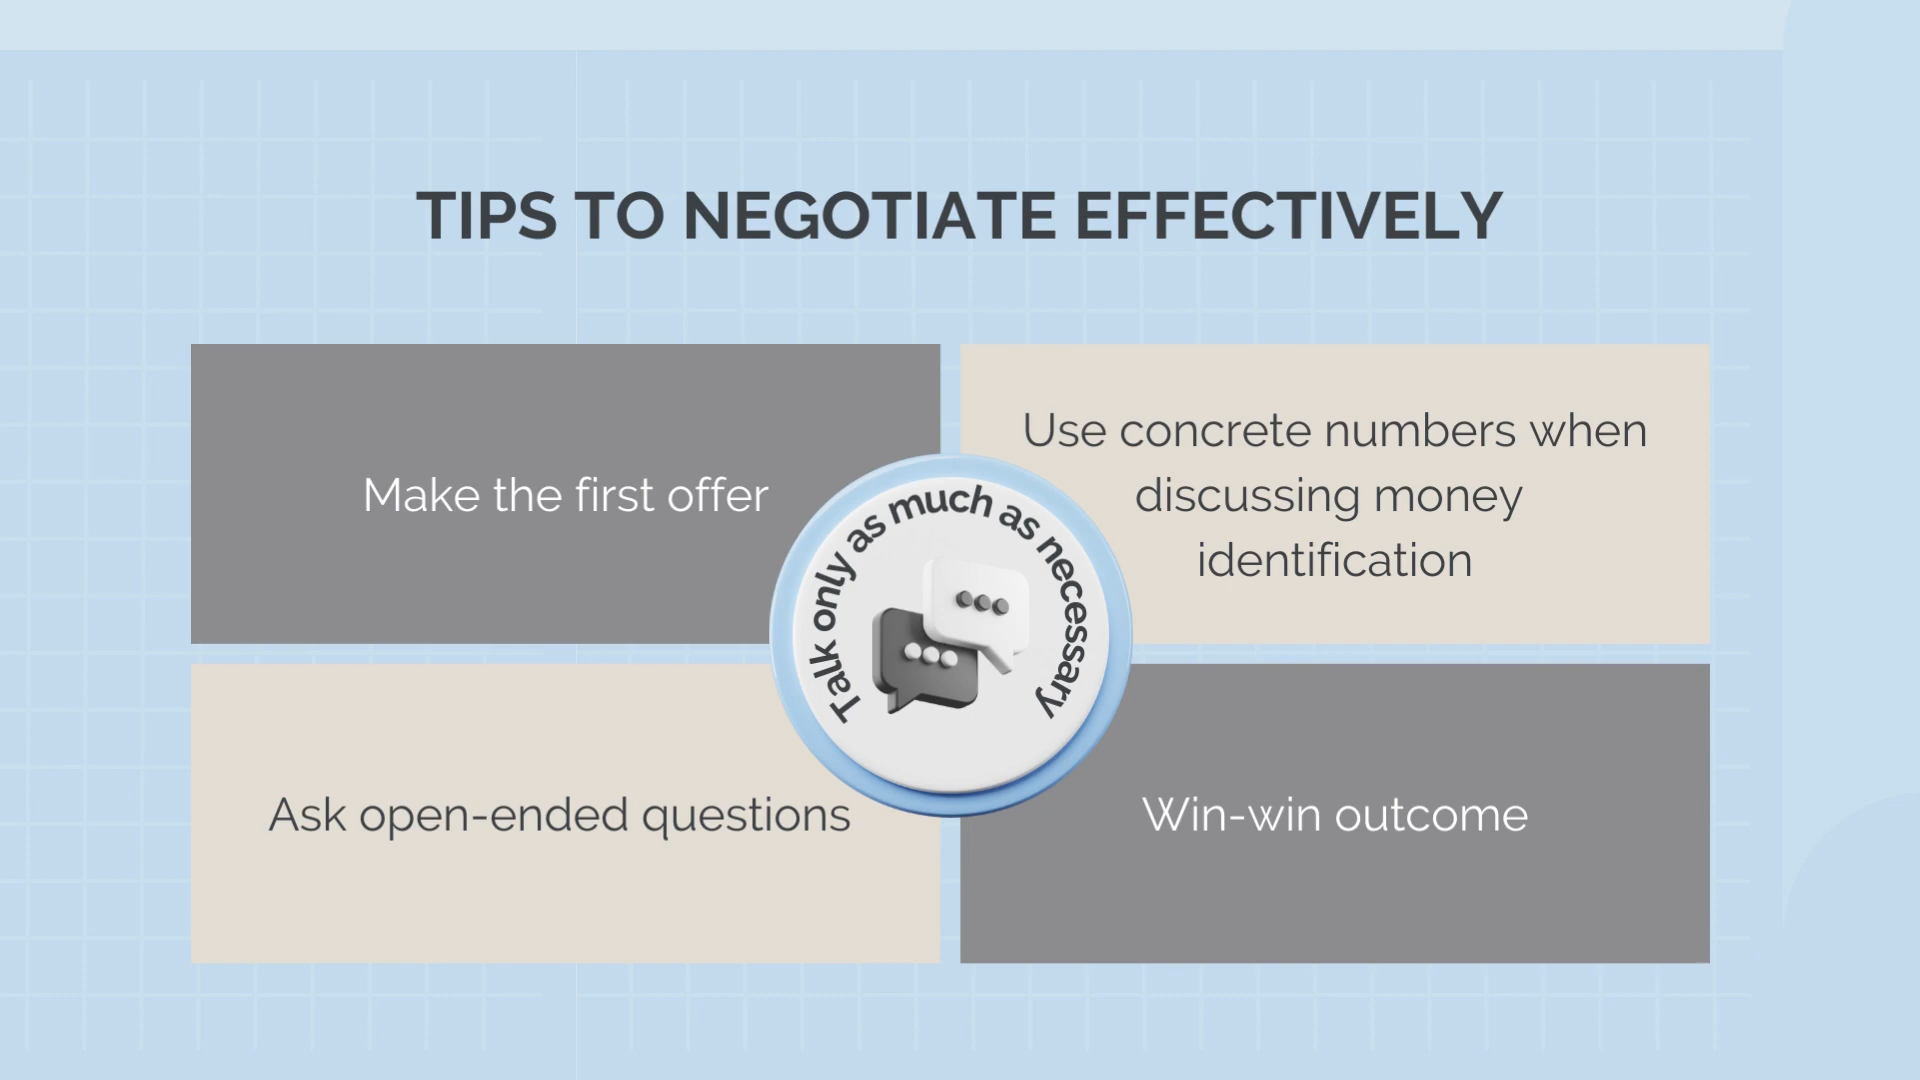 TIPS TO NEGOTIATE EFFECTIVELY
Make the first offer
Use concrete numbers when
discussing money
identification
Talk only as much as necessary
Ask open-ended questions
Win-win outcome